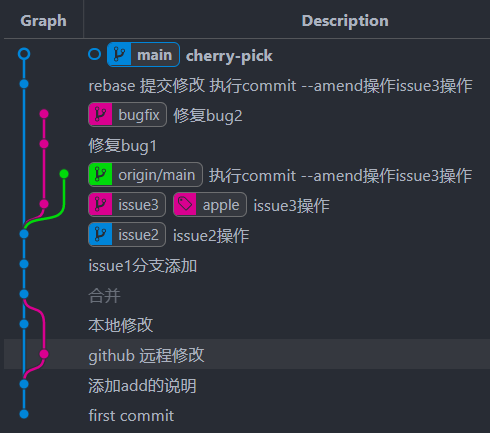 Graph Description
main cherry-pick
rebase 提交修改 执行commit --amend操作issue3操作
bugfix 修复bug2
修复bug1
origin/main 执行commit --amend操作issue3操作
issue3 apple issue3操作
issue2 issue2操作
issue1分支添加
合并
本地修改
github 远程修改
添加add的说明
first commit